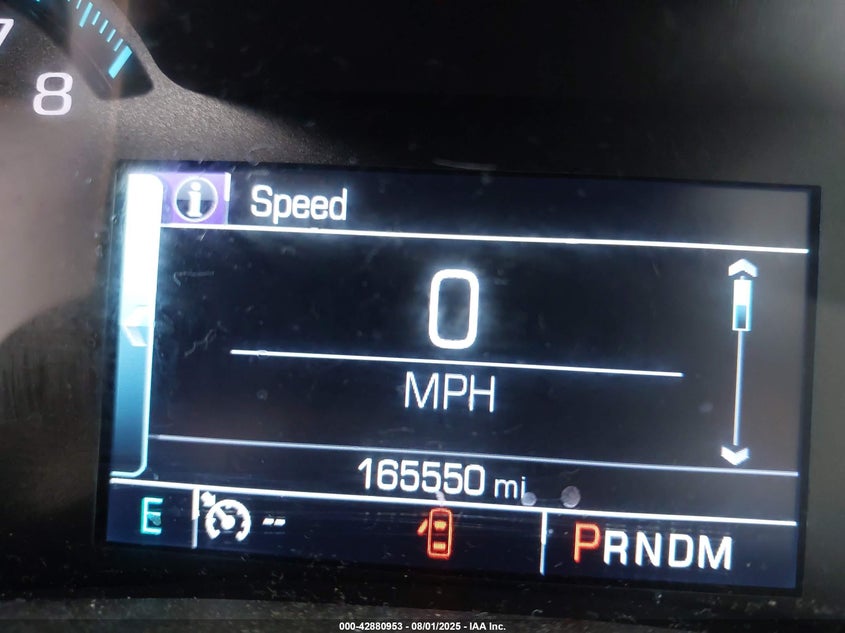 7
8
i Speed
0
MPH
165550 mi
E -- PRNDM
000-42880953 - 08/01/2025 - IAA Inc.